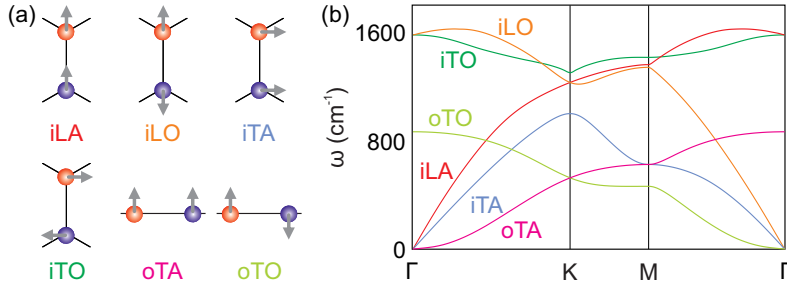 (a)
iLA
iLO
iTA
iTO
oTA
oTO
(b)
ω (cm⁻¹)
1600
800
0
iLO
iTO
oTO
iLA
iTA
oTA
Γ
K
M
Γ